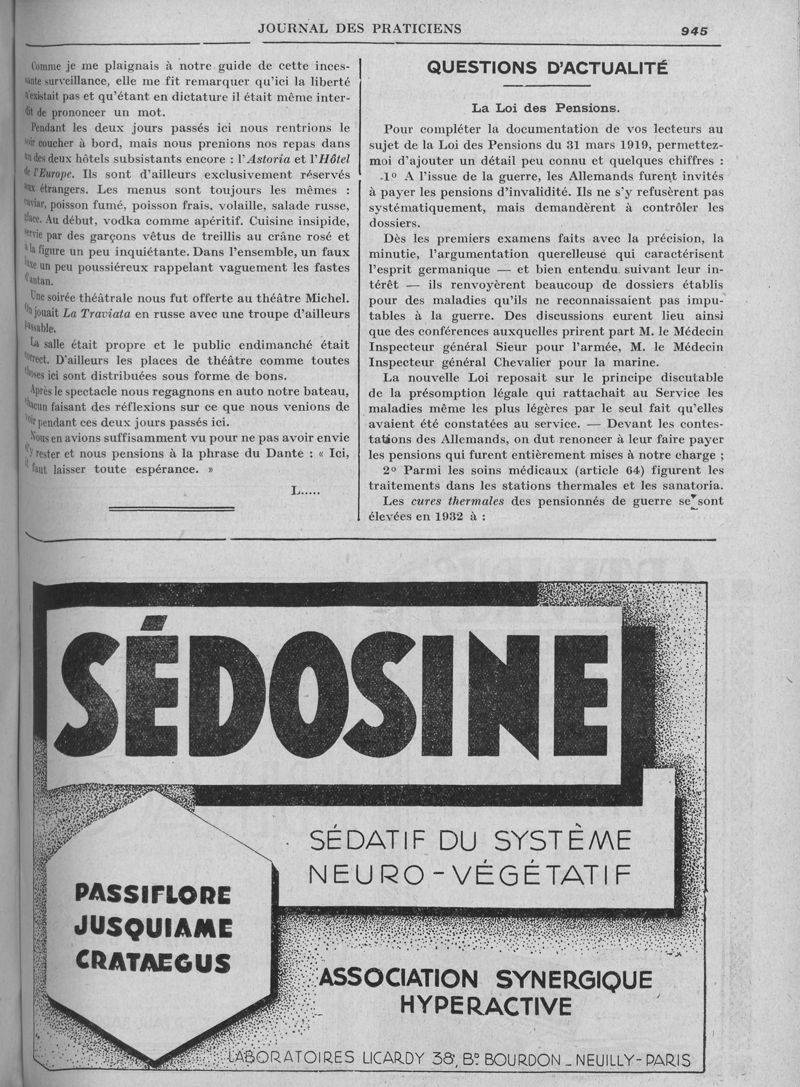 JOURNAL DES PRATICIENS
945
Comme je me plaignais à notre guide de cette inces-
sante surveillance, elle me fit remarquer qu'ici la liberté
n'existait pas et qu'étant en dictature il était même inter-
dit de prononcer un mot.
Pendant les deux jours passés ici nous rentrions le
soir coucher à bord, mais nous prenions nos repas dans
un des deux hôtels subsistants encore : l'Astoria et l'Hôtel
de l'Europe. Ils sont d'ailleurs exclusivement réservés
aux étrangers. Les menus sont toujours les mêmes :
caviar, poisson fumé, poisson frais, volaille, salade russe,
glace. Au début, vodka comme apéritif. Cuisine insipide,
servie par des garçons vêtus de treillis au crâne rosé et
à la figure un peu inquiétante. Dans l'ensemble, un faux
luxe un peu poussiéreux rappelant vaguement les fastes
d'antan.
Une soirée théâtrale nous fut offerte au théâtre Michel.
On jouait La Traviata en russe avec une troupe d'ailleurs
passable.
La salle était propre et le public endimanché était
correct. D'ailleurs les places de théâtre comme toutes
choses ici sont distribuées sous forme de bons.
Après le spectacle nous regagnons en auto notre bateau,
chacun faisant des réflexions sur ce que nous venions de
voir pendant ces deux jours passés ici.
Nous en avions suffisamment vu pour ne pas avoir envie
d'y rester et nous pensions à la phrase du Dante : « Ici,
il faut laisser toute espérance. »
L.....
QUESTIONS D'ACTUALITÉ
La Loi des Pensions.
Pour compléter la documentation de vos lecteurs au
sujet de la Loi des Pensions du 31 mars 1919, permettez-
moi d'ajouter un détail peu connu et quelques chiffres :
1º A l'issue de la guerre, les Allemands furent invités
à payer les pensions d'invalidité. Ils ne s'y refusèrent pas
systématiquement, mais demandèrent à contrôler les
dossiers.
Dès les premiers examens faits avec la précision, la
minutie, l'argumentation querelleuse qui caractérisent
l'esprit germanique — et bien entendu suivant leur in-
térêt — ils renvoyèrent beaucoup de dossiers établis
pour des maladies qu'ils ne reconnaissaient pas impu-
tables à la guerre. Des discussions eurent lieu ainsi
que des conférences auxquelles prirent part M. le Médecin
Inspecteur général Sieur pour l'armée, M. le Médecin
Inspecteur général Chevalier pour la marine.
La nouvelle Loi reposait sur le principe discutable
de la présomption légale qui rattachait au Service les
maladies même les plus légères par le seul fait qu'elles
avaient été constatées au service. — Devant les contes-
tations des Allemands, on dut renoncer à leur faire payer
les pensions qui furent entièrement mises à notre charge ;
2º Parmi les soins médicaux (article 64) figurent les
traitements dans les stations thermales et les sanatoria.
Les cures thermales des pensionnés de guerre se sont
élevées en 1932 à :
SÉDOSINE
SÉDATIF DU SYSTÈME
NEURO-VÉGÉTATIF
PASSIFLORE
JUSQUIAME
CRATAEGUS
ASSOCIATION SYNERGIQUE
HYPERACTIVE
LABORATOIRES LICARDY 38, Bº BOURDON_NEUILLY-PARIS